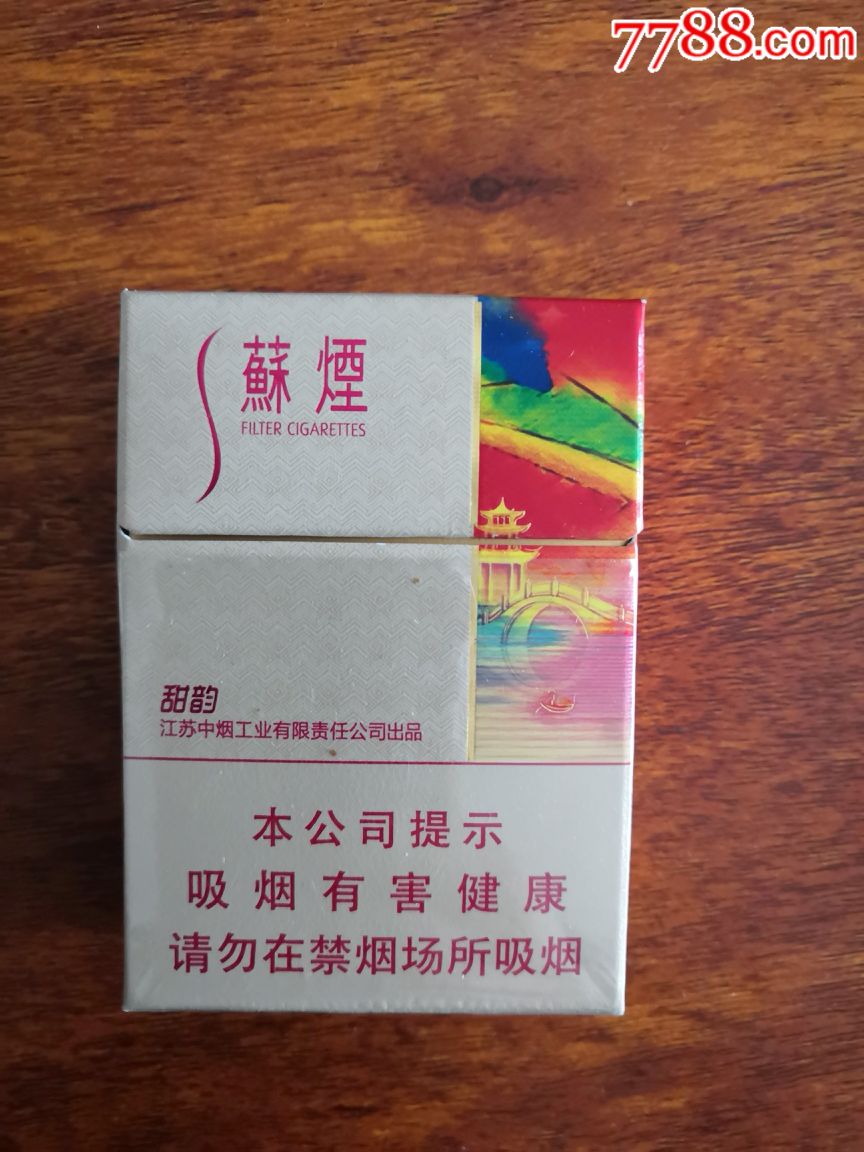 7788.com
蘇煙
FILTER CIGARETTES
甜韵
江苏中烟工业有限责任公司出品
本公司提示
吸烟有害健康
请勿在禁烟场所吸烟